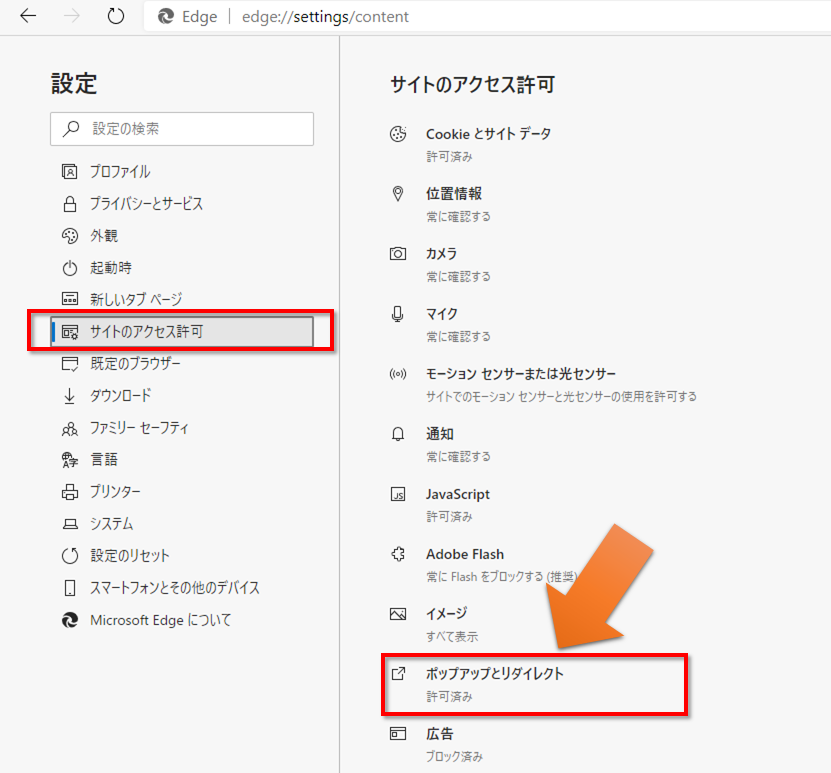 Edge | edge://settings/content
設定
設定の検索
プロファイル
プライバシーとサービス
外観
起動時
新しいタブ ページ
サイトのアクセス許可
既定のブラウザー
ダウンロード
ファミリー セーフティ
言語
プリンター
システム
設定のリセット
スマートフォンとその他のデバイス
Microsoft Edge について
サイトのアクセス許可
Cookie とサイト データ
許可済み
位置情報
常に確認する
カメラ
常に確認する
マイク
常に確認する
モーション センサーまたは光センサー
サイトでのモーション センサーと光センサーの使用を許可する
通知
常に確認する
JavaScript
許可済み
Adobe Flash
常に Flash をブロックする (推奨)
イメージ
すべて表示
ポップアップとリダイレクト
許可済み
広告
ブロック済み